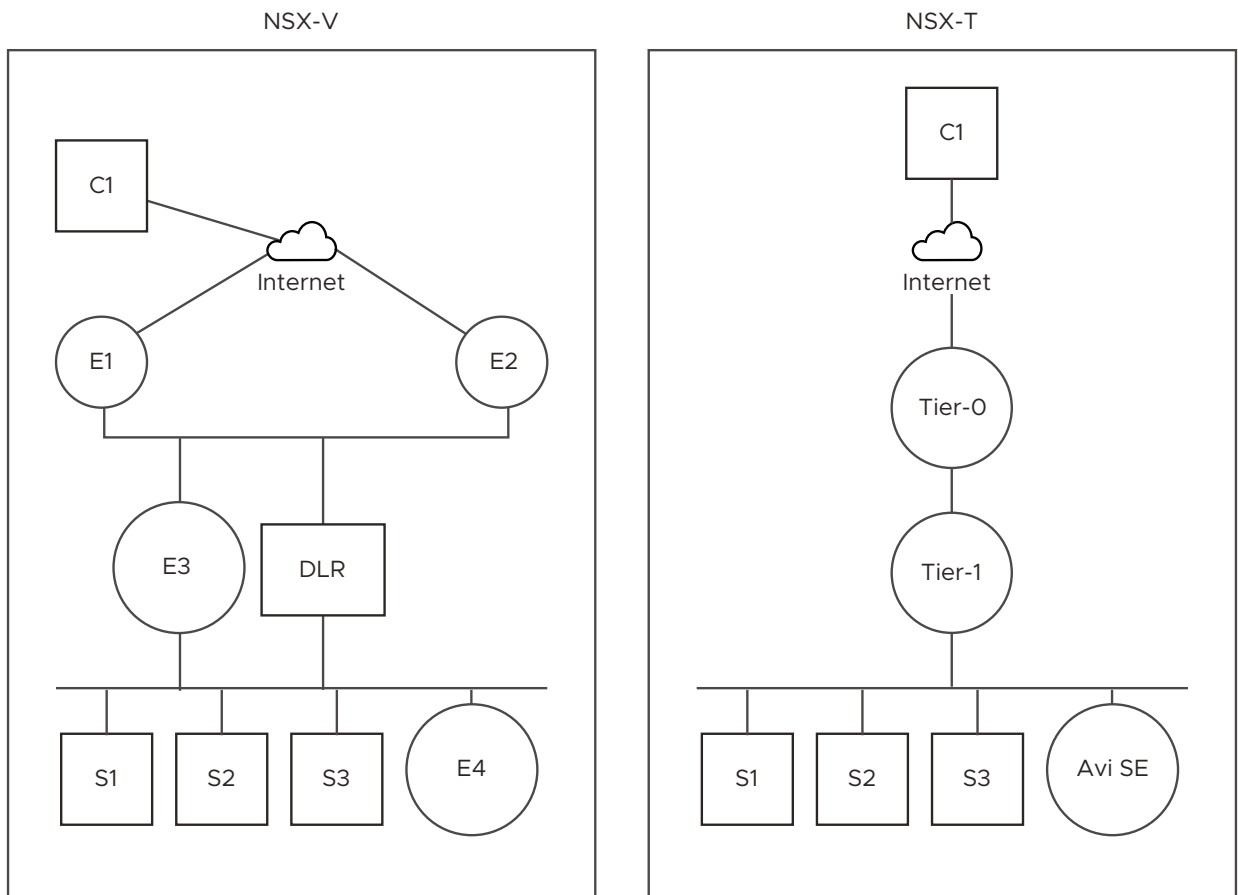 NSX-V
C1
Internet
E1
E2
E3
DLR
S1
S2
S3
E4
NSX-T
C1
Internet
Tier-0
Tier-1
S1
S2
S3
Avi SE